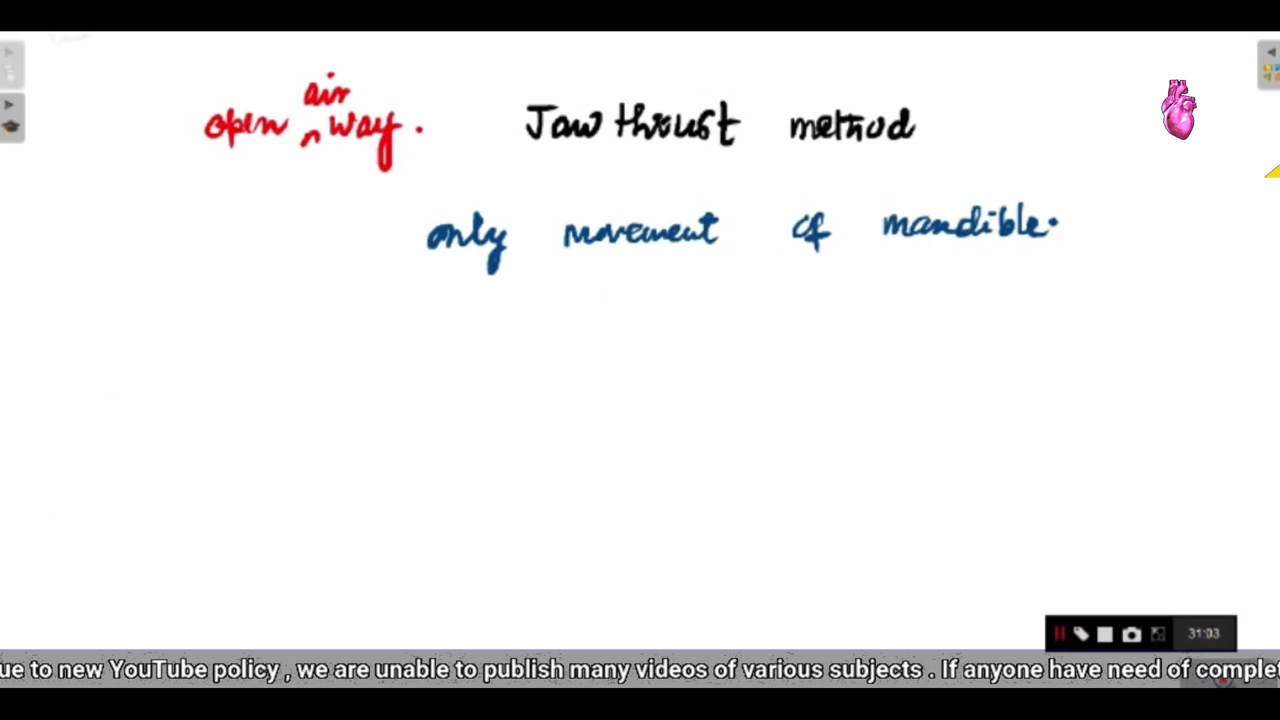 open air way. Jaw thrust method
only movement of mandible.
31:03
ue to new YouTube policy , we are unable to publish many videos of various subjects . If anyone have need of complet